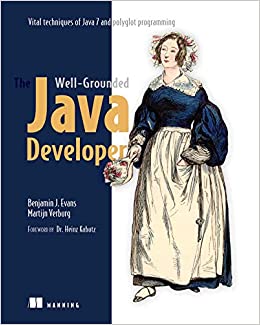 Vital techniques of Java 7 and polyglot programming
The Well-Grounded
Java
Developer
Benjamin J. Evans
Martijn Verburg
FOREWORD BY Dr. Heinz Kabutz
MANNING